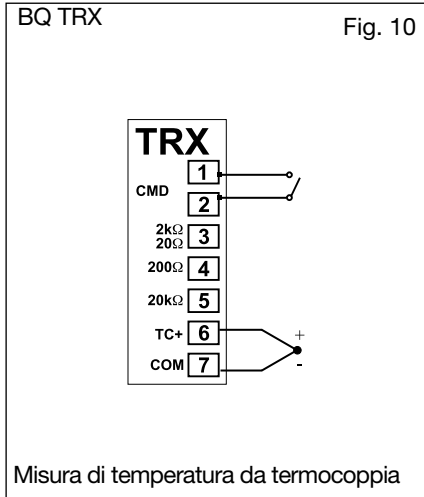 BQ TRX
Fig. 10
TRX
1
CMD
2
2kΩ
20Ω 3
200Ω 4
20kΩ 5
TC+ 6
+
COM 7
-
Misura di temperatura da termocoppia